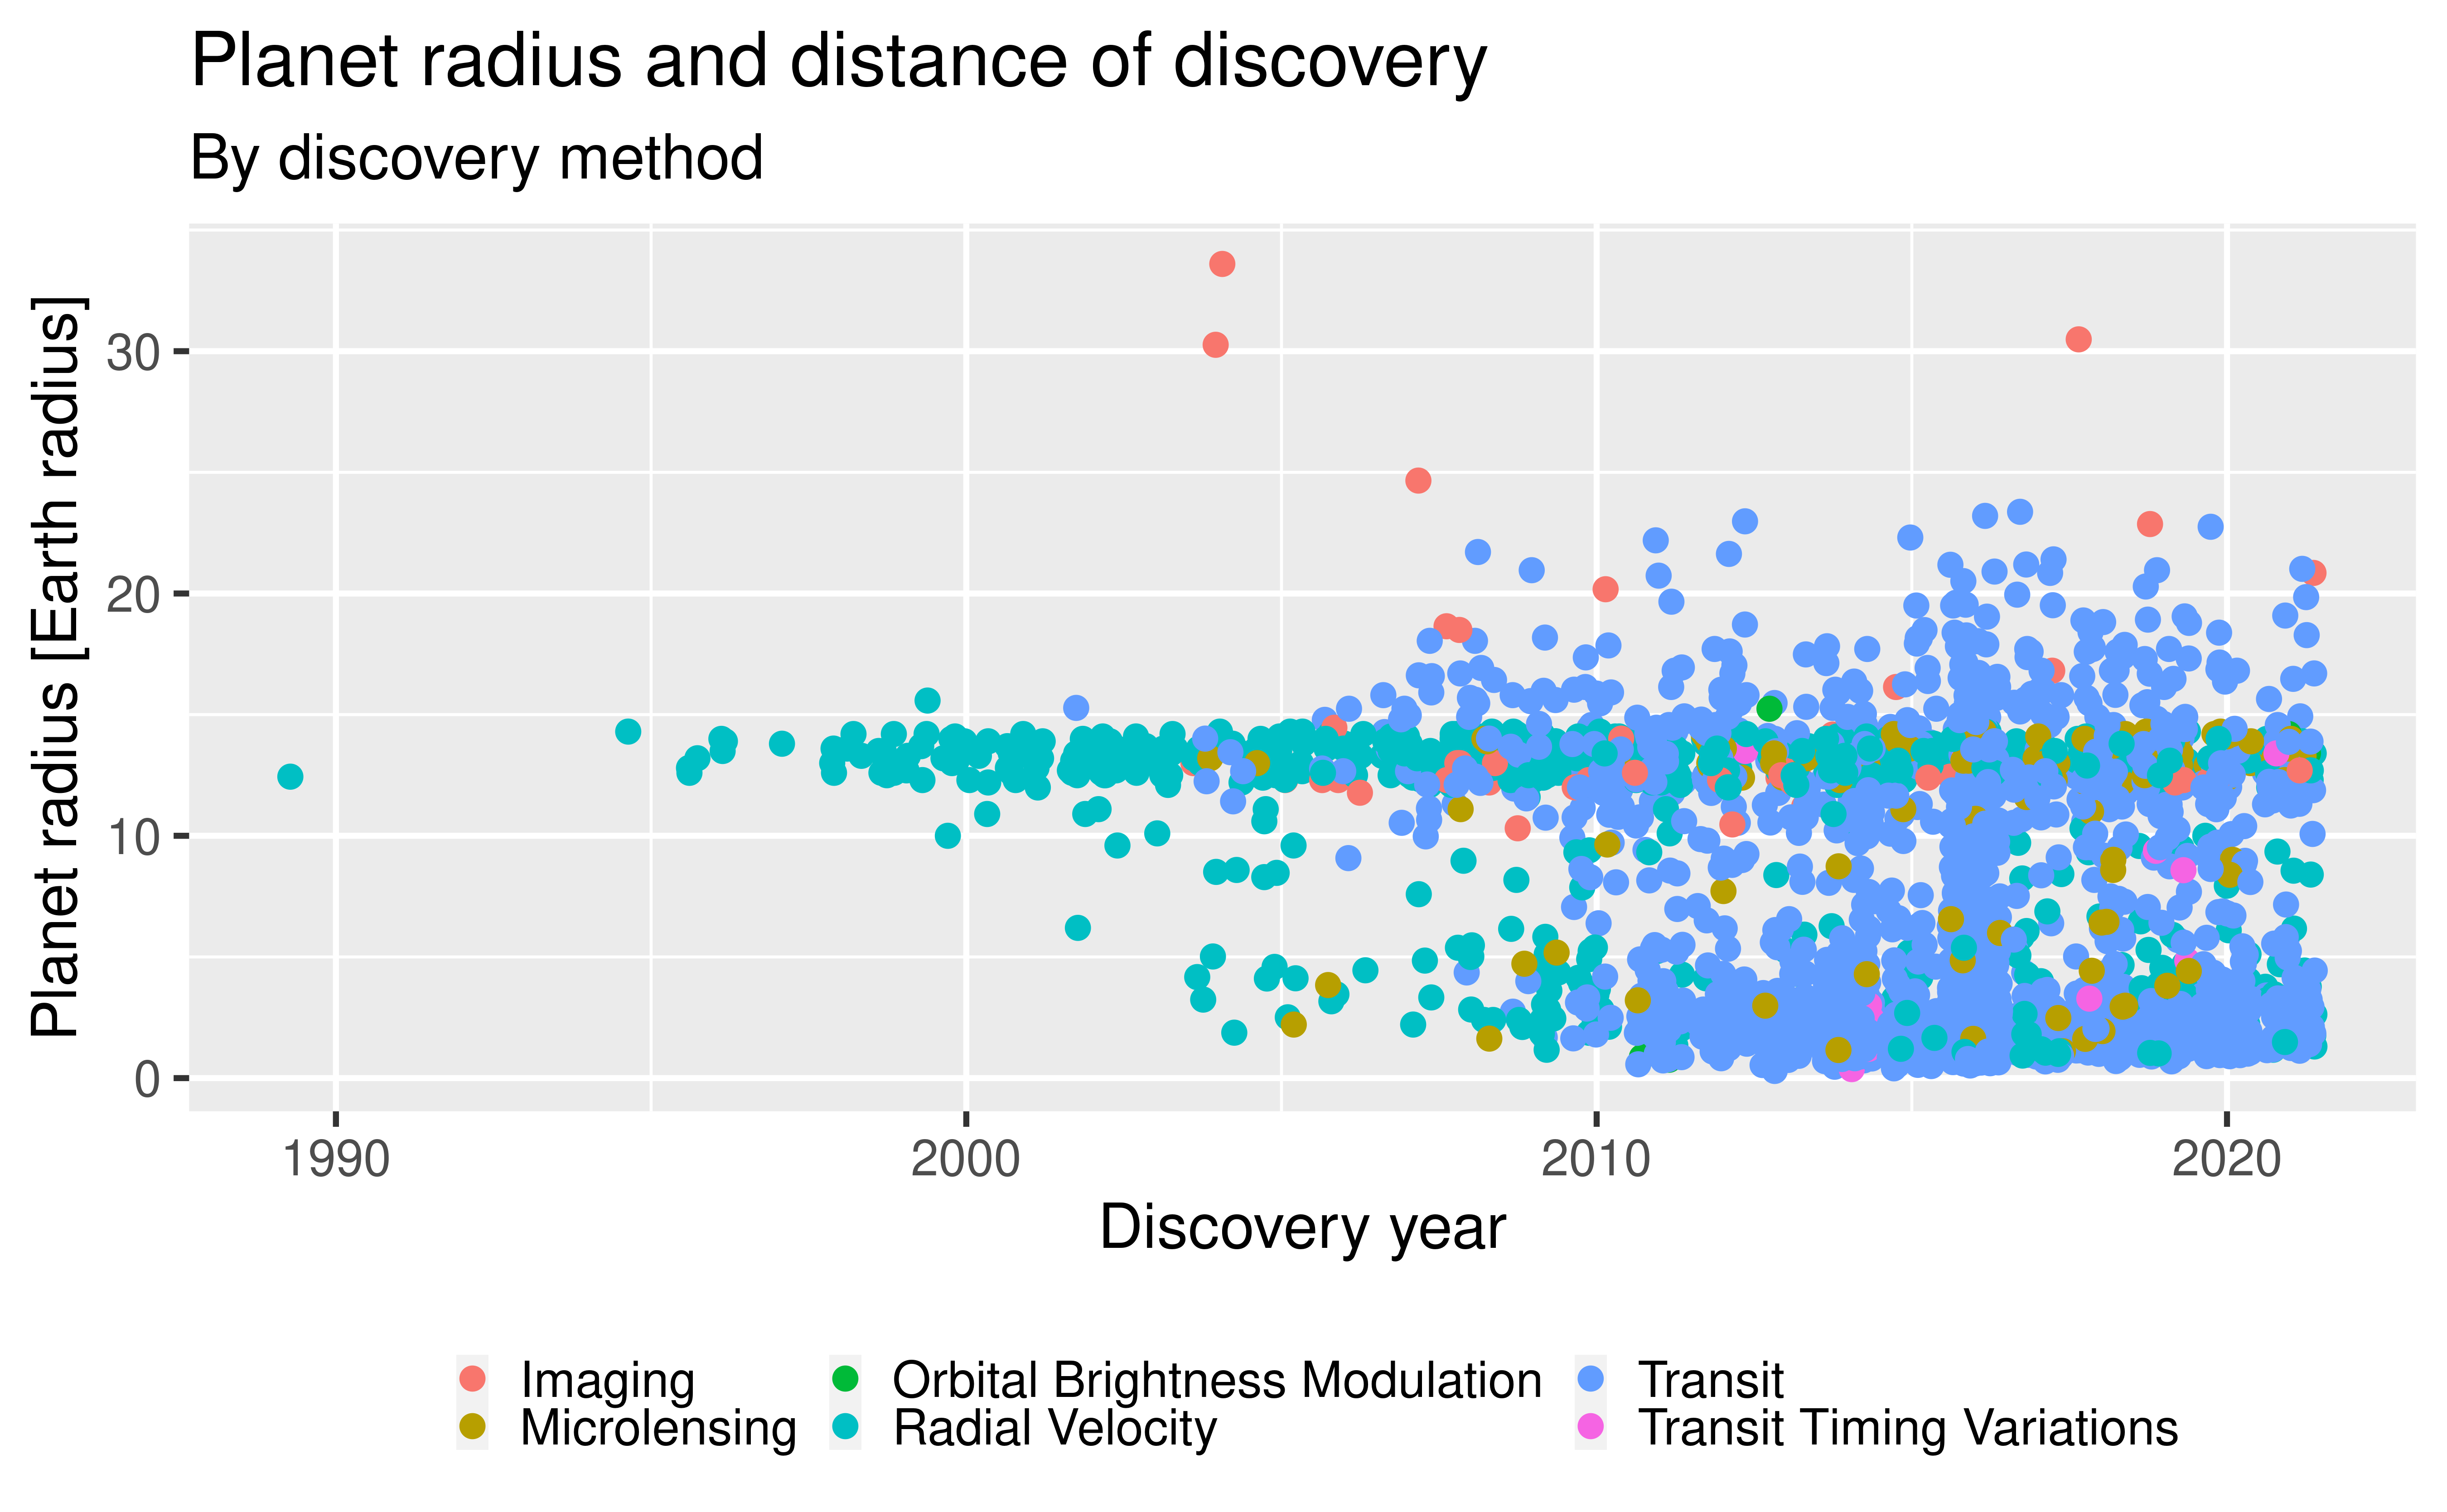 Planet radius and distance of discovery
By discovery method
Planet radius [Earth radius]
30
20
10
0
1990 2000 2010 2020
Discovery year
Imaging Orbital Brightness Modulation Transit
Microlensing Radial Velocity Transit Timing Variations